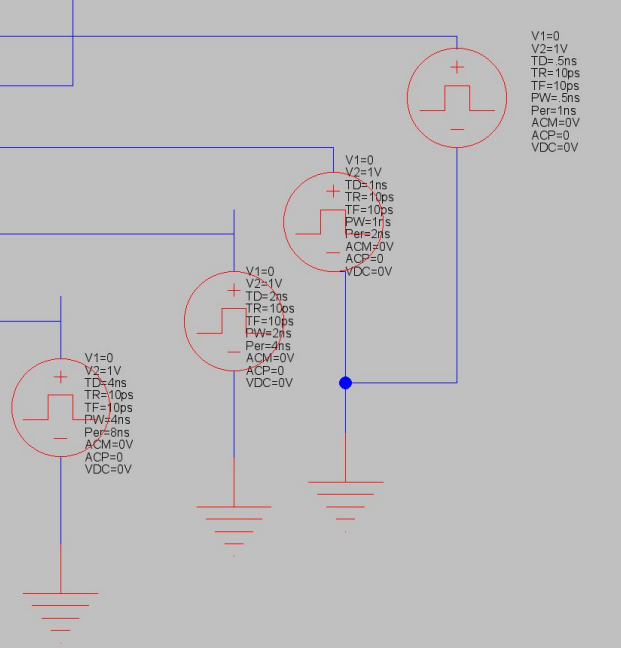 V1=0
V2=1V
TD=.5ns
TR=10ps
TF=10ps
PW=.5ns
Per=1ns
ACM=0V
ACP=0
VDC=0V
V1=0
V2=1V
TD=1ns
TR=10ps
TF=10ps
PW=1ns
Per=2ns
ACM=0V
ACP=0
VDC=0V
V1=0
V2=1V
TD=2ns
TR=10ps
TF=10ps
PW=2ns
Per=4ns
ACM=0V
ACP=0
VDC=0V
V1=0
V2=1V
TD=4ns
TR=10ps
TF=10ps
PW=4ns
Per=8ns
ACM=0V
ACP=0
VDC=0V